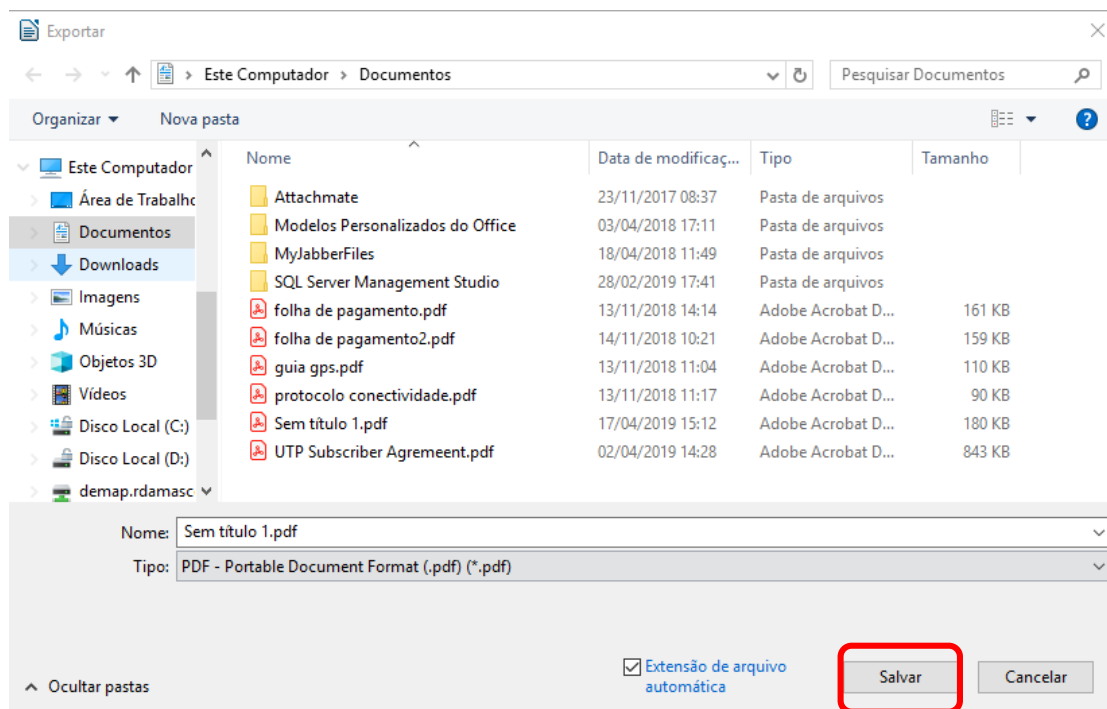 Exportar
Este Computador > Documentos
Pesquisar Documentos
Organizar
Nova pasta
?
Este Computador
Área de Trabalho
Documentos
Downloads
Imagens
Músicas
Objetos 3D
Vídeos
Disco Local (C:)
Disco Local (D:)
demap.rdamasc
Nome Data de modificaç... Tipo Tamanho
Attachmate 23/11/2017 08:37 Pasta de arquivos
Modelos Personalizados do Office 03/04/2018 17:11 Pasta de arquivos
MyJabberFiles 18/04/2018 11:49 Pasta de arquivos
SQL Server Management Studio 28/02/2019 17:41 Pasta de arquivos
folha de pagamento.pdf 13/11/2018 14:14 Adobe Acrobat D... 161 KB
folha de pagamento2.pdf 14/11/2018 10:21 Adobe Acrobat D... 159 KB
guia gps.pdf 13/11/2018 11:04 Adobe Acrobat D... 110 KB
protocolo conectividade.pdf 13/11/2018 11:17 Adobe Acrobat D... 90 KB
Sem título 1.pdf 17/04/2019 15:12 Adobe Acrobat D... 180 KB
UTP Subscriber Agremeent.pdf 02/04/2019 14:28 Adobe Acrobat D... 843 KB
Nome: Sem título 1.pdf
Tipo: PDF - Portable Document Format (.pdf) (*.pdf)
Extensão de arquivo
automática
Salvar
Cancelar
Ocultar pastas